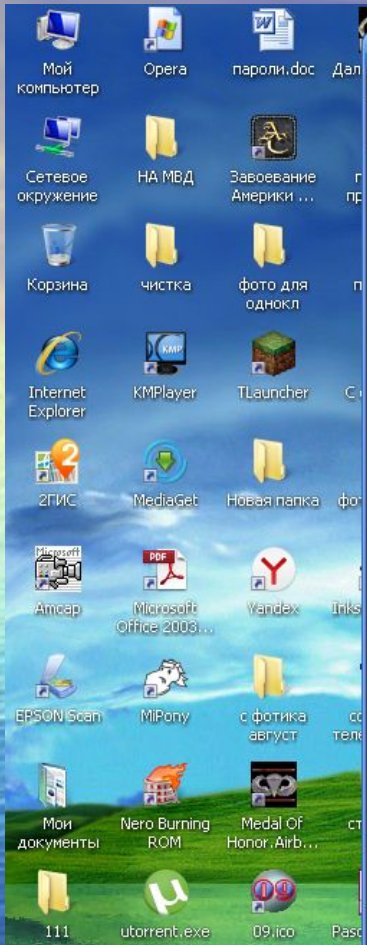 Мой
компьютер
Opera
пароли.doc
Сетевое
окружение
НА МВД
Завоевание
Америки ...
Корзина
чистка
фото для
однокл
Internet
Explorer
KMPlayer
TLauncher
2ГИС
MediaGet
Новая папка
Microsoft
Amcap
PDF
Microsoft
Office 2003...
Yandex
EPSON Scan
MiPony
с фотика
август
Мои
документы
Nero Burning
ROM
Medal Of
Honor.Airb...
111
utorrent.exe
09.ico